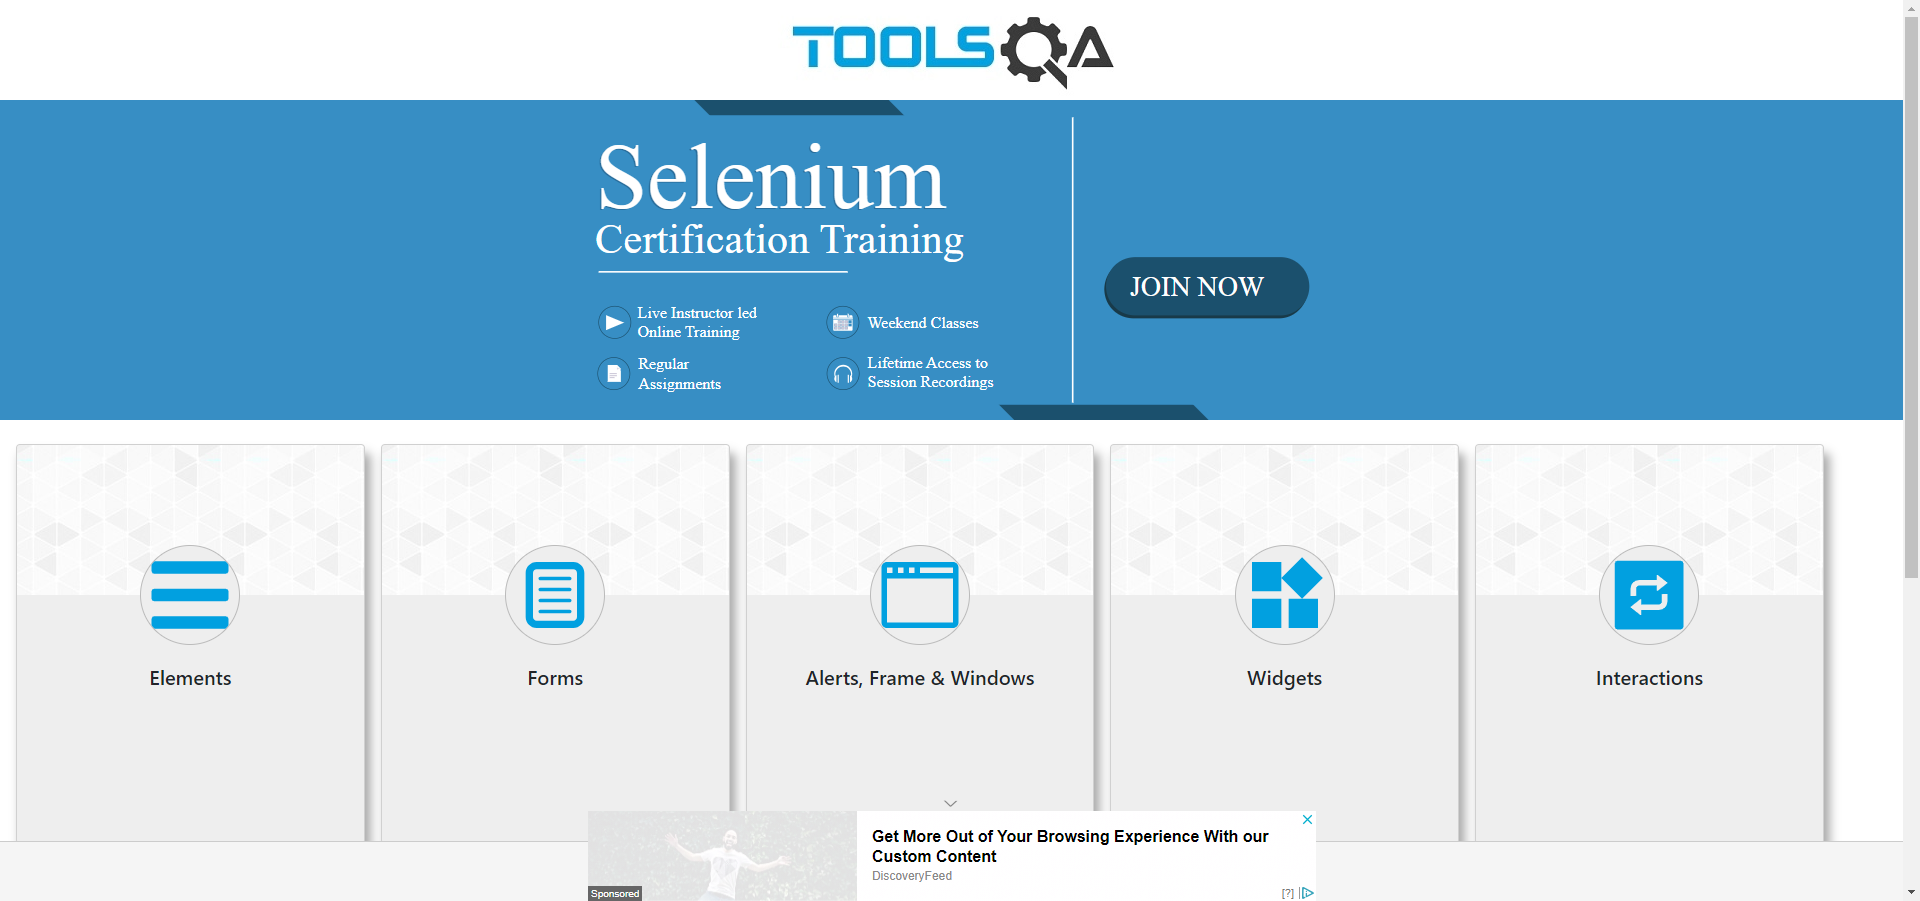 TOOLSQA
Selenium
Certification Training
JOIN NOW
Live Instructor led
Online Training
Weekend Classes
Regular
Assignments
Lifetime Access to
Session Recordings
Elements
Forms
Alerts, Frame & Windows
Widgets
Interactions
Get More Out of Your Browsing Experience With our
Custom Content
DiscoveryFeed
Sponsored
[?]